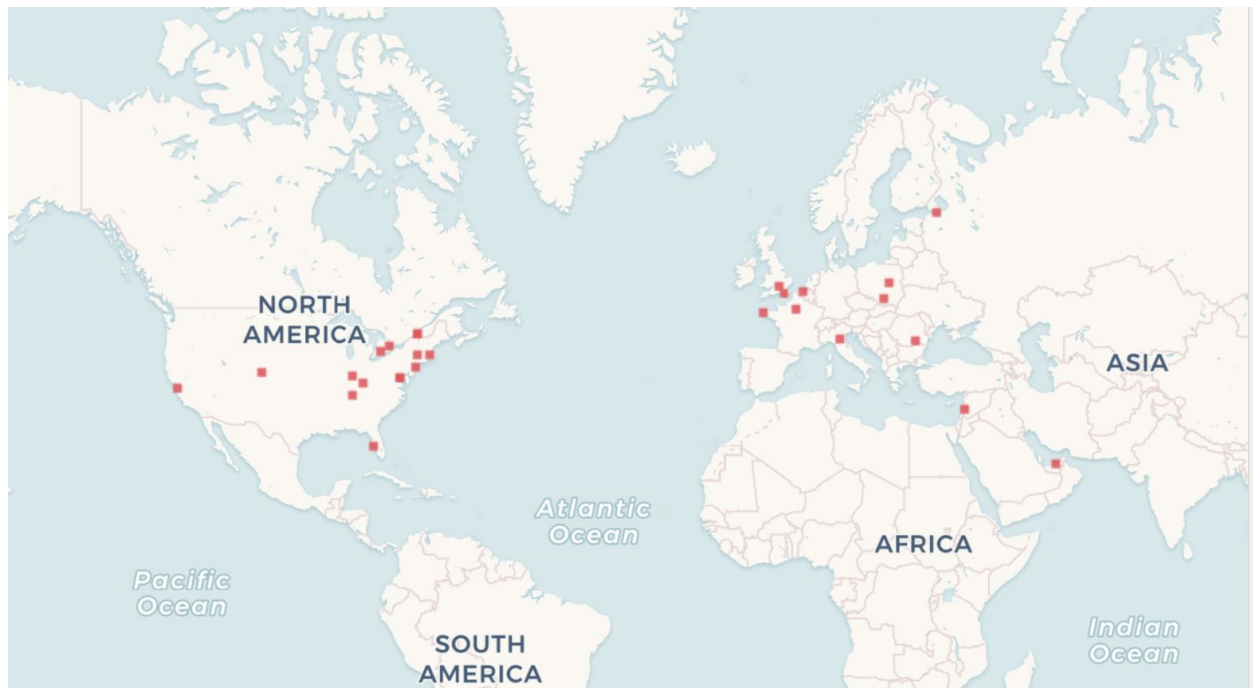 NORTH
AMERICA
ASIA
Atlantic
Ocean
AFRICA
Pacific
Ocean
Indian
Ocean
SOUTH
AMERICA